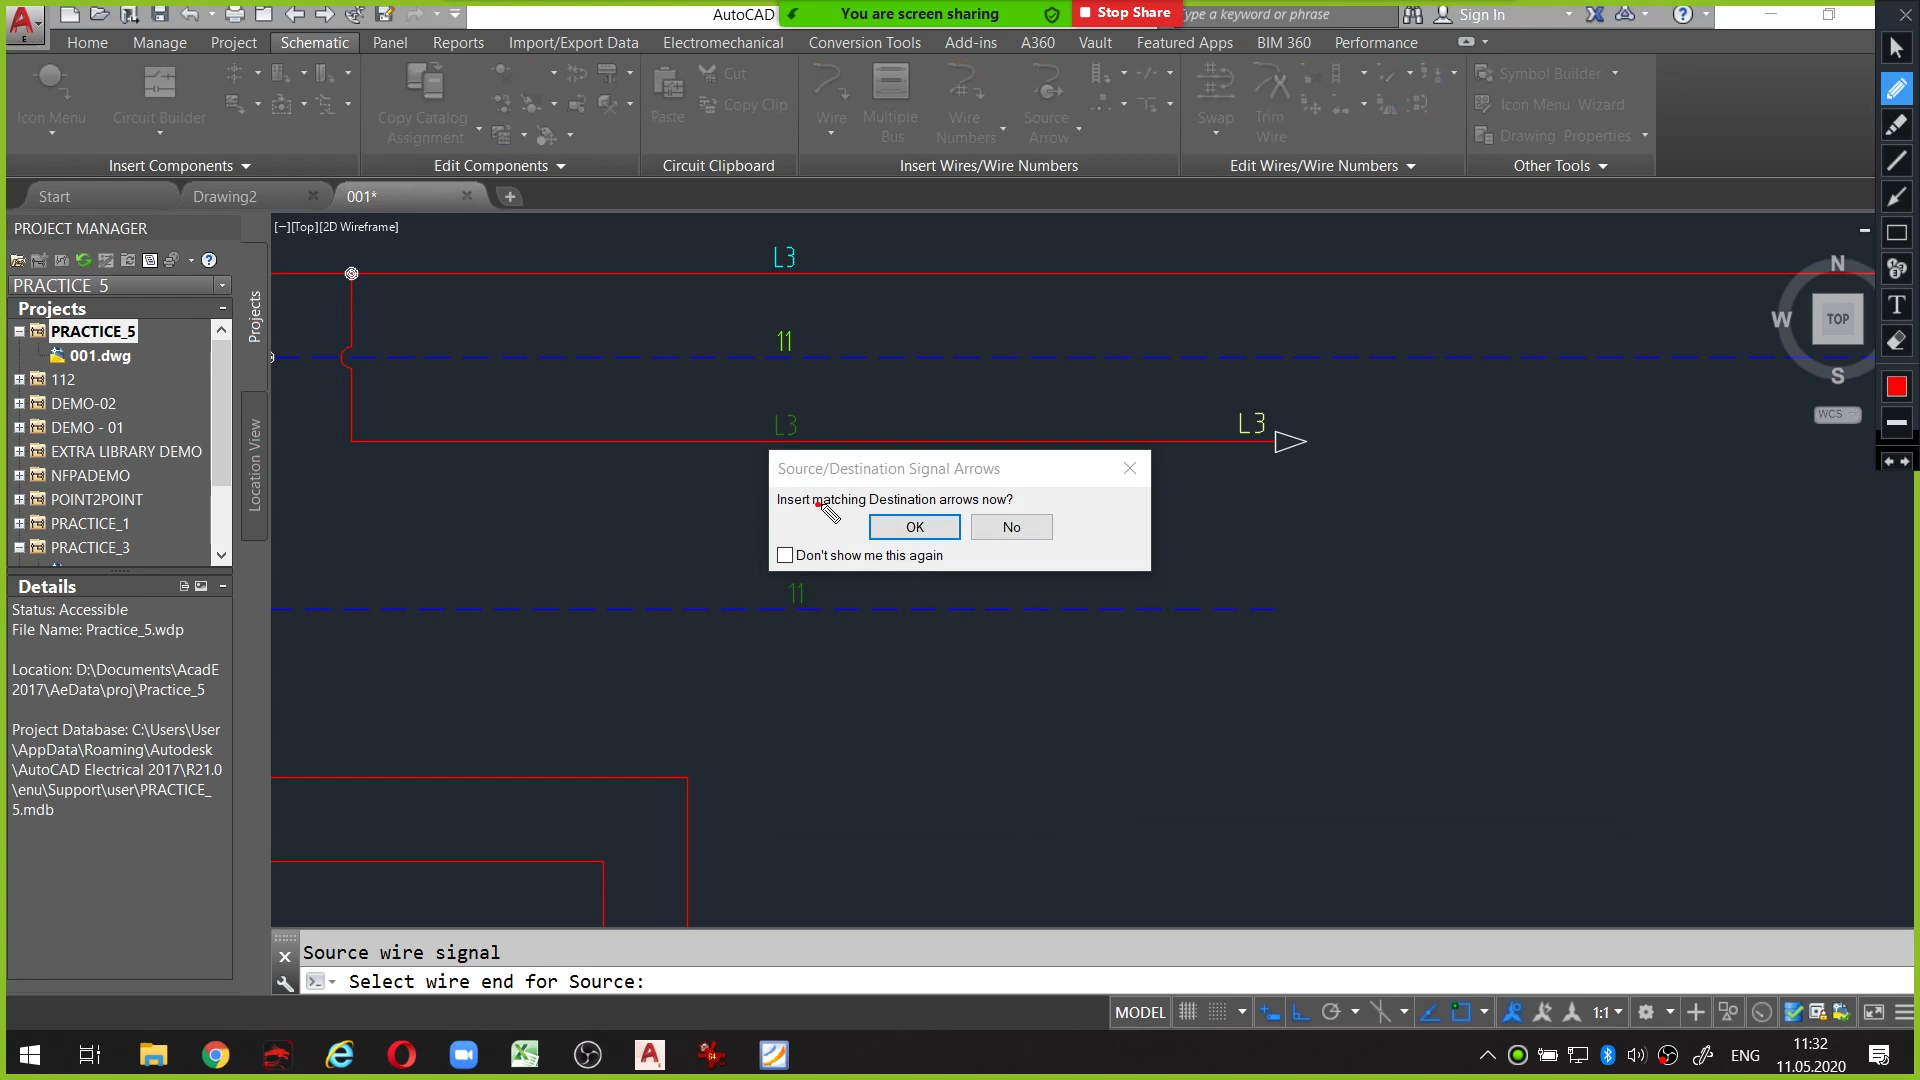 AutoCAD
You are screen sharing
Stop Share
ype a keyword or phrase
Sign In
E
Home
Manage
Project
Schematic
Panel
Reports
Import/Export Data
Electromechanical
Conversion Tools
Add-ins
A360
Vault
Featured Apps
BIM 360
Performance
Icon Menu
Circuit Builder
Copy Catalog
Assignment
Paste
Cut
Copy Clip
Wire
Multiple
Bus
Wire
Numbers
Source
Arrow
Swap
Trim
Wire
Symbol Builder
Icon Menu Wizard
Drawing Properties
Insert Components
Edit Components
Circuit Clipboard
Insert Wires/Wire Numbers
Edit Wires/Wire Numbers
Other Tools
Start
Drawing2
001*
PROJECT MANAGER
PRACTICE_5
Projects
PRACTICE_5
001.dwg
112
DEMO-02
DEMO - 01
EXTRA LIBRARY DEMO
NFPADEMO
POINT2POINT
PRACTICE_1
PRACTICE_3
Projects
Location View
Details
Status: Accessible
File Name: Practice_5.wdp
Location: D:\Documents\AcadE
2017\AeData\proj\Practice_5
Project Database: C:\Users\User
\AppData\Roaming\Autodesk
\AutoCAD Electrical 2017\R21.0
\enu\Support\user\PRACTICE_
5.mdb
[−][Top][2D Wireframe]
L3
11
L3
L3
11
N
W
TOP
S
WCS
T
Source/Destination Signal Arrows
Insert matching Destination arrows now?
OK
No
Don't show me this again
Source wire signal
Select wire end for Source:
MODEL
1:1
ENG
11:32
11.05.2020